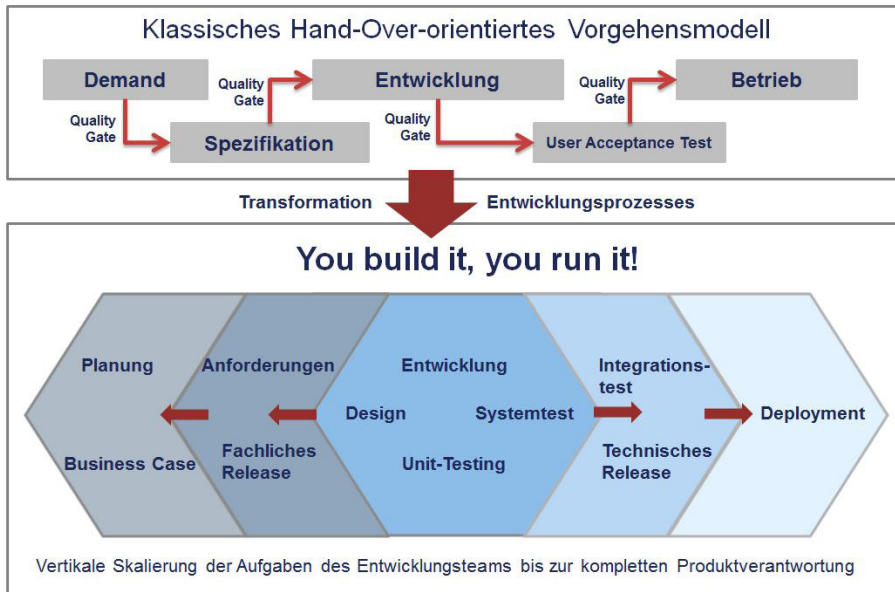 Klassisches Hand-Over-orientiertes Vorgehensmodell
Demand
Quality
Gate
Spezifikation
Quality
Gate
Entwicklung
Quality
Gate
User Acceptance Test
Quality
Gate
Betrieb
Transformation
Entwicklungsprozesses
You build it, you run it!
Planung
Business Case
Anforderungen
Fachliches
Release
Entwicklung
Design
Systemtest
Unit-Testing
Integrations-
test
Technisches
Release
Deployment
Vertikale Skalierung der Aufgaben des Entwicklungsteams bis zur kompletten Produktverantwortung